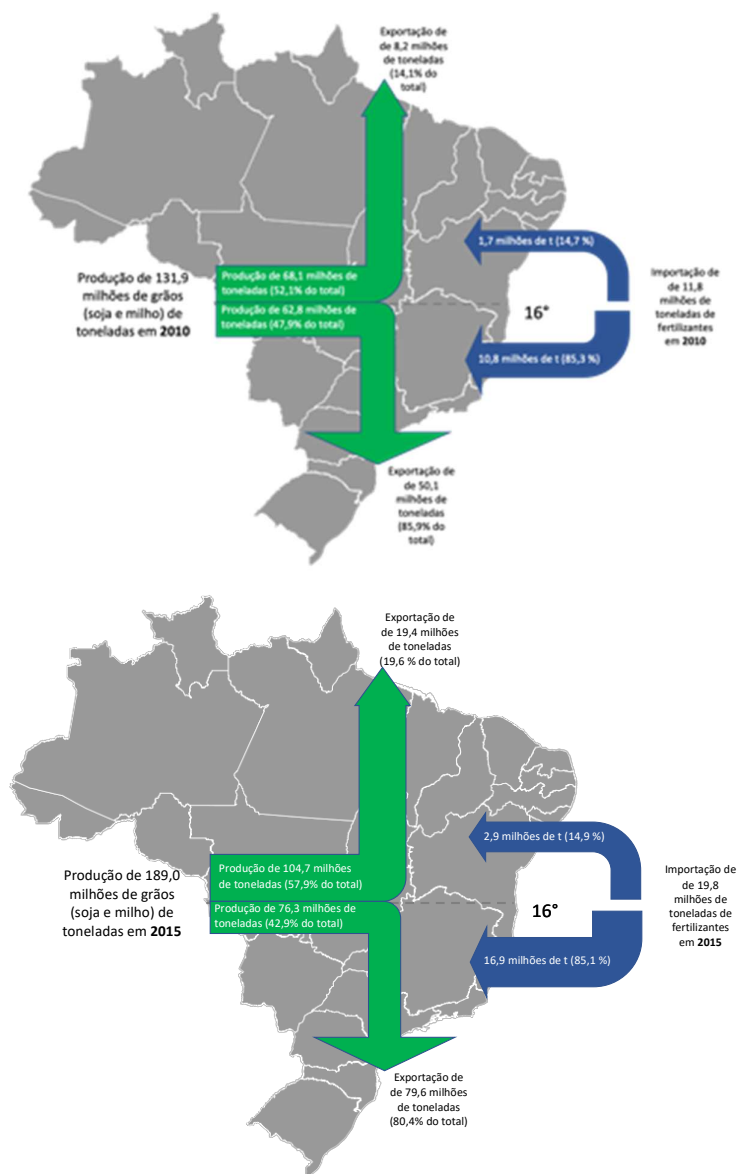 Exportação de
de 8,2 milhões
de toneladas
(14,1% do
total)
1,7 milhões de t (14,7 %)
Produção de 131,9
milhões de grãos
(soja e milho) de
toneladas em 2010
Produção de 68,1 milhões de
toneladas (52,1% do total)
Produção de 62,8 milhões de
toneladas (47,9% do total)
16°
Importação de
de 11,8
milhões de
toneladas de
fertilizantes
em 2010
10,8 milhões de t (85,3 %)
Exportação de
de 50,1
milhões de
toneladas
(85,9% do
total)
Exportação de
de 19,4 milhões
de toneladas
(19,6 % do total)
2,9 milhões de t (14,9 %)
Produção de 189,0
milhões de grãos
(soja e milho) de
toneladas em 2015
Produção de 104,7 milhões
de toneladas (57,9% do total)
Produção de 76,3 milhões de
toneladas (42,9% do total)
16°
Importação de
de 19,8
milhões de
toneladas de
fertilizantes
em 2015
16,9 milhões de t (85,1 %)
Exportação de
de 79,6 milhões
de toneladas
(80,4% do total)